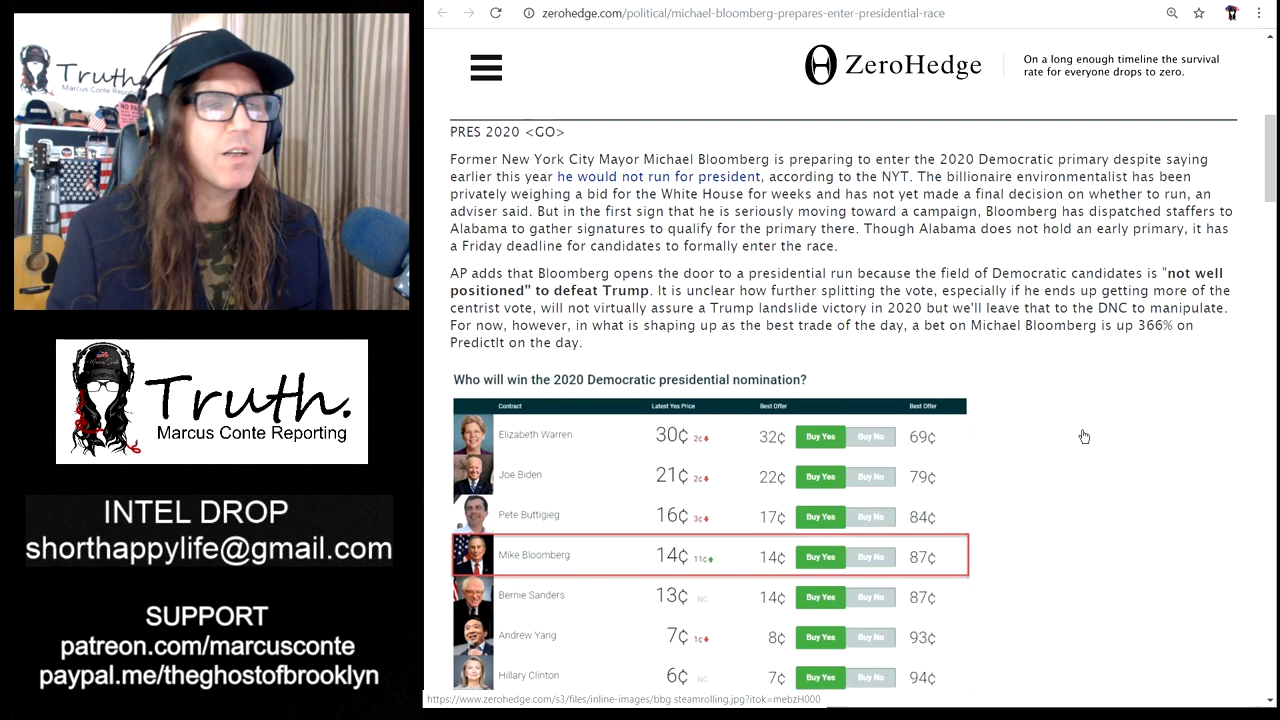 Truth.
Marcus Conte Reporting
Truth.
Marcus Conte Reporting
INTEL DROP
shorthappylife@gmail.com
SUPPORT
patreon.com/marcusconte
paypal.me/theghostofbrooklyn
zerohedge.com/political/michael-bloomberg-prepares-enter-presidential-race
ZeroHedge
On a long enough timeline the survival
rate for everyone drops to zero.
PRES 2020 <GO>
Former New York City Mayor Michael Bloomberg is preparing to enter the 2020 Democratic primary despite saying
earlier this year he would not run for president, according to the NYT. The billionaire environmentalist has been
privately weighing a bid for the White House for weeks and has not yet made a final decision on whether to run, an
adviser said. But in the first sign that he is seriously moving toward a campaign, Bloomberg has dispatched staffers to
Alabama to gather signatures to qualify for the primary there. Though Alabama does not hold an early primary, it has
a Friday deadline for candidates to formally enter the race.
AP adds that Bloomberg opens the door to a presidential run because the field of Democratic candidates is "not well
positioned" to defeat Trump. It is unclear how further splitting the vote, especially if he ends up getting more of the
centrist vote, will not virtually assure a Trump landslide victory in 2020 but we'll leave that to the DNC to manipulate.
For now, however, in what is shaping up as the best trade of the day, a bet on Michael Bloomberg is up 366% on
PredictIt on the day.
Who will win the 2020 Democratic presidential nomination?
Contract Latest Yes Price Best Offer Best Offer
Elizabeth Warren 30¢ 2¢ 32¢ Buy Yes Buy No 69¢
Joe Biden 21¢ 2¢ 22¢ Buy Yes Buy No 79¢
Pete Buttigieg 16¢ 3¢ 17¢ Buy Yes Buy No 84¢
Mike Bloomberg 14¢ 11¢ 14¢ Buy Yes Buy No 87¢
Bernie Sanders 13¢ NC 14¢ Buy Yes Buy No 87¢
Andrew Yang 7¢ 1¢ 8¢ Buy Yes Buy No 93¢
Hillary Clinton 6¢ NC 7¢ Buy Yes Buy No 94¢
https://www.zerohedge.com/s3/files/inline-images/bbg steamrolling.jpg?itok=mebzH000